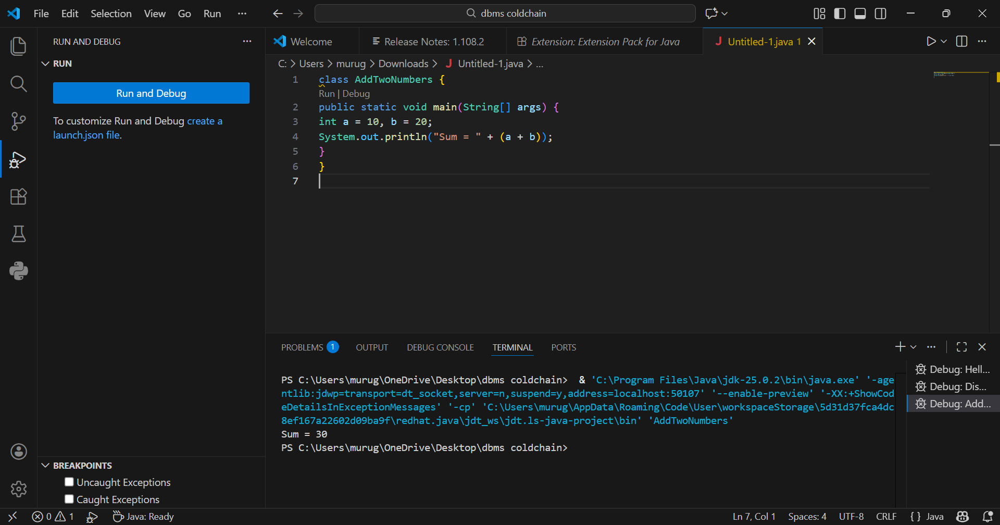 File Edit Selection View Go Run ···
dbms coldchain
RUN AND DEBUG ···
RUN
Run and Debug
To customize Run and Debug create a
launch.json file.
BREAKPOINTS
Uncaught Exceptions
Caught Exceptions
Welcome
Release Notes: 1.108.2
Extension: Extension Pack for Java
J Untitled-1.java 1
C: > Users > murug > Downloads > J Untitled-1.java > ...
1 class AddTwoNumbers {
Run | Debug
2 public static void main(String[] args) {
3 int a = 10, b = 20;
4 System.out.println("Sum = " + (a + b));
5 }
6 }
7
PROBLEMS 1 OUTPUT DEBUG CONSOLE TERMINAL PORTS
PS C:\Users\murug\OneDrive\Desktop\dbms coldchain>  & 'C:\Program Files\Java\jdk-25.0.2\bin\java.exe' '-age
ntlib:jdwp=transport=dt_socket,server=n,suspend=y,address=localhost:50107' '--enable-preview' '-XX:+ShowCod
eDetailsInExceptionMessages' '-cp' 'C:\Users\murug\AppData\Roaming\Code\User\workspaceStorage\5d31d37fca4dc
8ef167a22602d09ba9f\redhat.java\jdt_ws\jdt.ls-java-project\bin' 'AddTwoNumbers'
Sum = 30
PS C:\Users\murug\OneDrive\Desktop\dbms coldchain>
Debug: Hell...
Debug: Dis...
Debug: Add...
0 1 Java: Ready
Ln 7, Col 1 Spaces: 4 UTF-8 CRLF { } Java